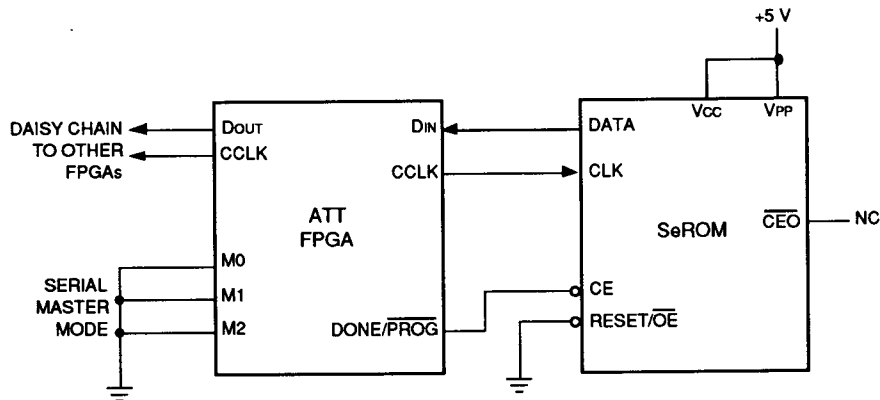 +5 V
VCC VPP
DAISY CHAIN
TO OTHER
FPGAs
DOUT
CCLK
DIN
CCLK
ATT
FPGA
M0
M1
M2
SERIAL
MASTER
MODE
DONE/PROG
DATA
CLK
SeROM
CEO
NC
CE
RESET/OE